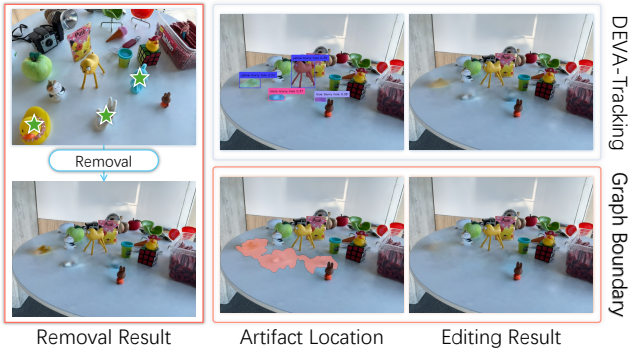 Removal
Removal Result
Artifact Location
Editing Result
DEVA-Tracking
Graph Boundary